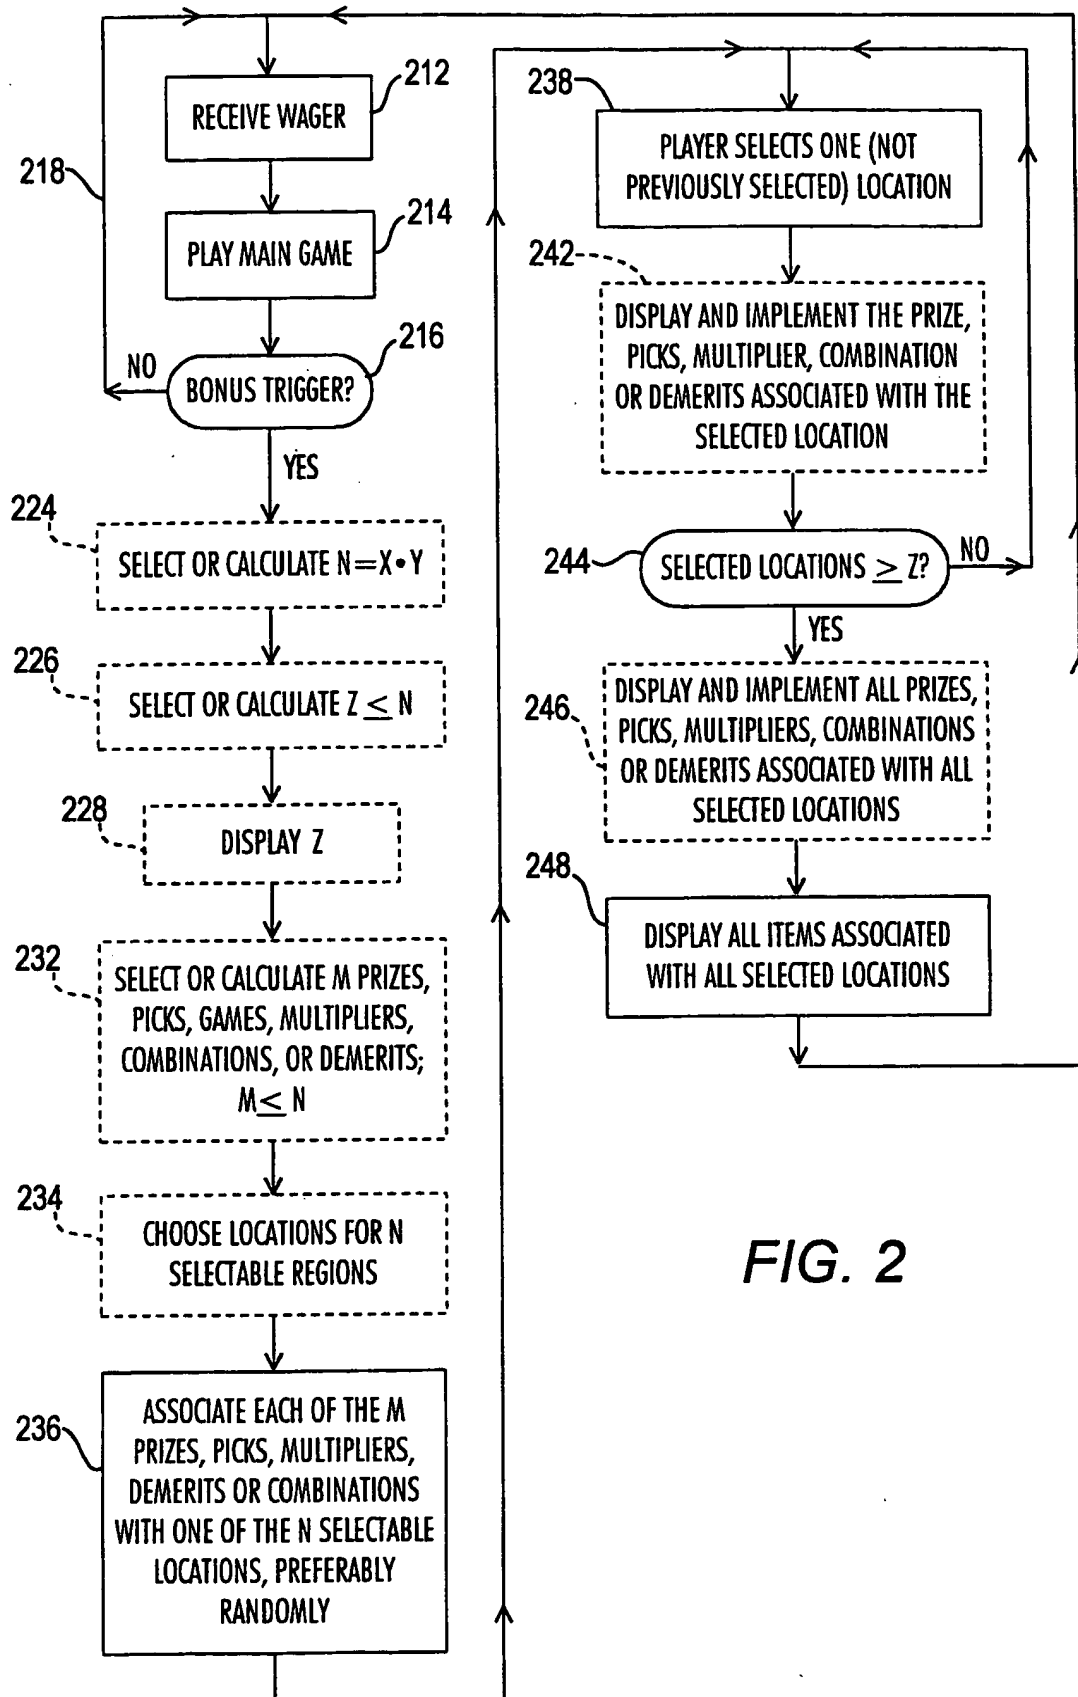 212
RECEIVE WAGER
218
214
PLAY MAIN GAME
216
NO
BONUS TRIGGER?
YES
224
SELECT OR CALCULATE N=X•Y
226
SELECT OR CALCULATE Z ≤ N
228
DISPLAY Z
232
SELECT OR CALCULATE M PRIZES,
PICKS, GAMES, MULTIPLIERS,
COMBINATIONS, OR DEMERITS;
M ≤ N
234
CHOOSE LOCATIONS FOR N
SELECTABLE REGIONS
236
ASSOCIATE EACH OF THE M
PRIZES, PICKS, MULTIPLIERS,
DEMERITS OR COMBINATIONS
WITH ONE OF THE N SELECTABLE
LOCATIONS, PREFERABLY
RANDOMLY
238
PLAYER SELECTS ONE (NOT
PREVIOUSLY SELECTED) LOCATION
242
DISPLAY AND IMPLEMENT THE PRIZE,
PICKS, MULTIPLIER, COMBINATION
OR DEMERITS ASSOCIATED WITH THE
SELECTED LOCATION
244
SELECTED LOCATIONS ≥ Z?
NO
YES
246
DISPLAY AND IMPLEMENT ALL PRIZES,
PICKS, MULTIPLIERS, COMBINATIONS
OR DEMERITS ASSOCIATED WITH ALL
SELECTED LOCATIONS
248
DISPLAY ALL ITEMS ASSOCIATED
WITH ALL SELECTED LOCATIONS
FIG. 2